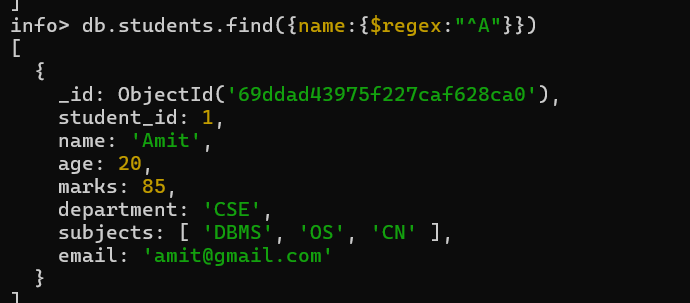 ]
info> db.students.find({name:{$regex:"^A"}})
[
  {
    _id: ObjectId('69ddad43975f227caf628ca0'),
    student_id: 1,
    name: 'Amit',
    age: 20,
    marks: 85,
    department: 'CSE',
    subjects: [ 'DBMS', 'OS', 'CN' ],
    email: 'amit@gmail.com'
  }
]